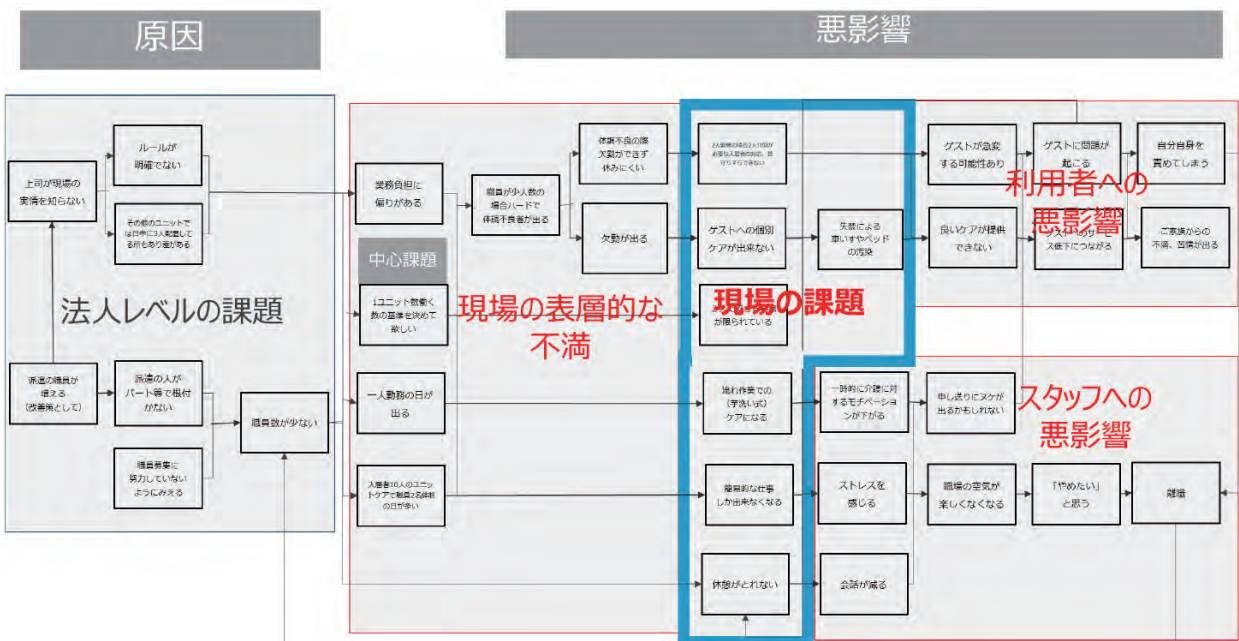 原因
悪影響
ルールが
明確でない
上司が現場の
実情を知らない
その他のユニットで
は日中に3人配置して
る所もあり差がある
法人レベルの課題
派遣の職員が
増える
(改善策として)
派遣の人が
パート等で根付
かない
職員募集に
努力していない
ようにみえる
職員数が少ない
業務負担に
偏りがある
職員が少人数の
場合ハードで
体調不良者が出る
体調不良の際
欠勤ができず
休みにくい
欠勤が出る
中心課題
1ユニット数働く
数の基準を決めて
欲しい
現場の表層的な
不満
一人勤務の日が
出る
入居者10人のユニッ
トケアで職員2名体制
の日が多い
ゲストへの個別
ケアが出来ない
失禁による
車いすやベッド
の汚染
現場の課題
が限られている
流れ作業での
(芋洗い式)
ケアになる
簡易的な仕事
しか出来なくなる
休憩がとれない
ゲストが急変
する可能性あり
ゲストに問題が
起こる
自分自身を
責めてしまう
利用者への
悪影響
良いケアが提供
できない
ス低下につながる
ご家族からの
不満、苦情が出る
一時的に介護に対
するモチベーショ
ンが下がる
申し送りにヌケが
出るかもしれない
スタッフへの
悪影響
ストレスを
感じる
職場の空気が
楽しくなくなる
「やめたい」
と思う
離職
会話が減る